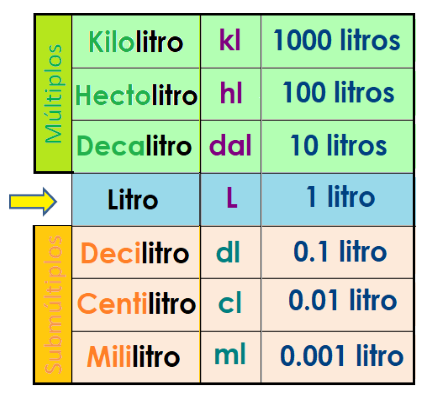 Múltiplos
Kilolitro kl 1000 litros
Hectolitro hl 100 litros
Decalitro dal 10 litros
Litro L 1 litro
Submúltiplos
Decilitro dl 0.1 litro
Centilitro cl 0.01 litro
Mililitro ml 0.001 litro